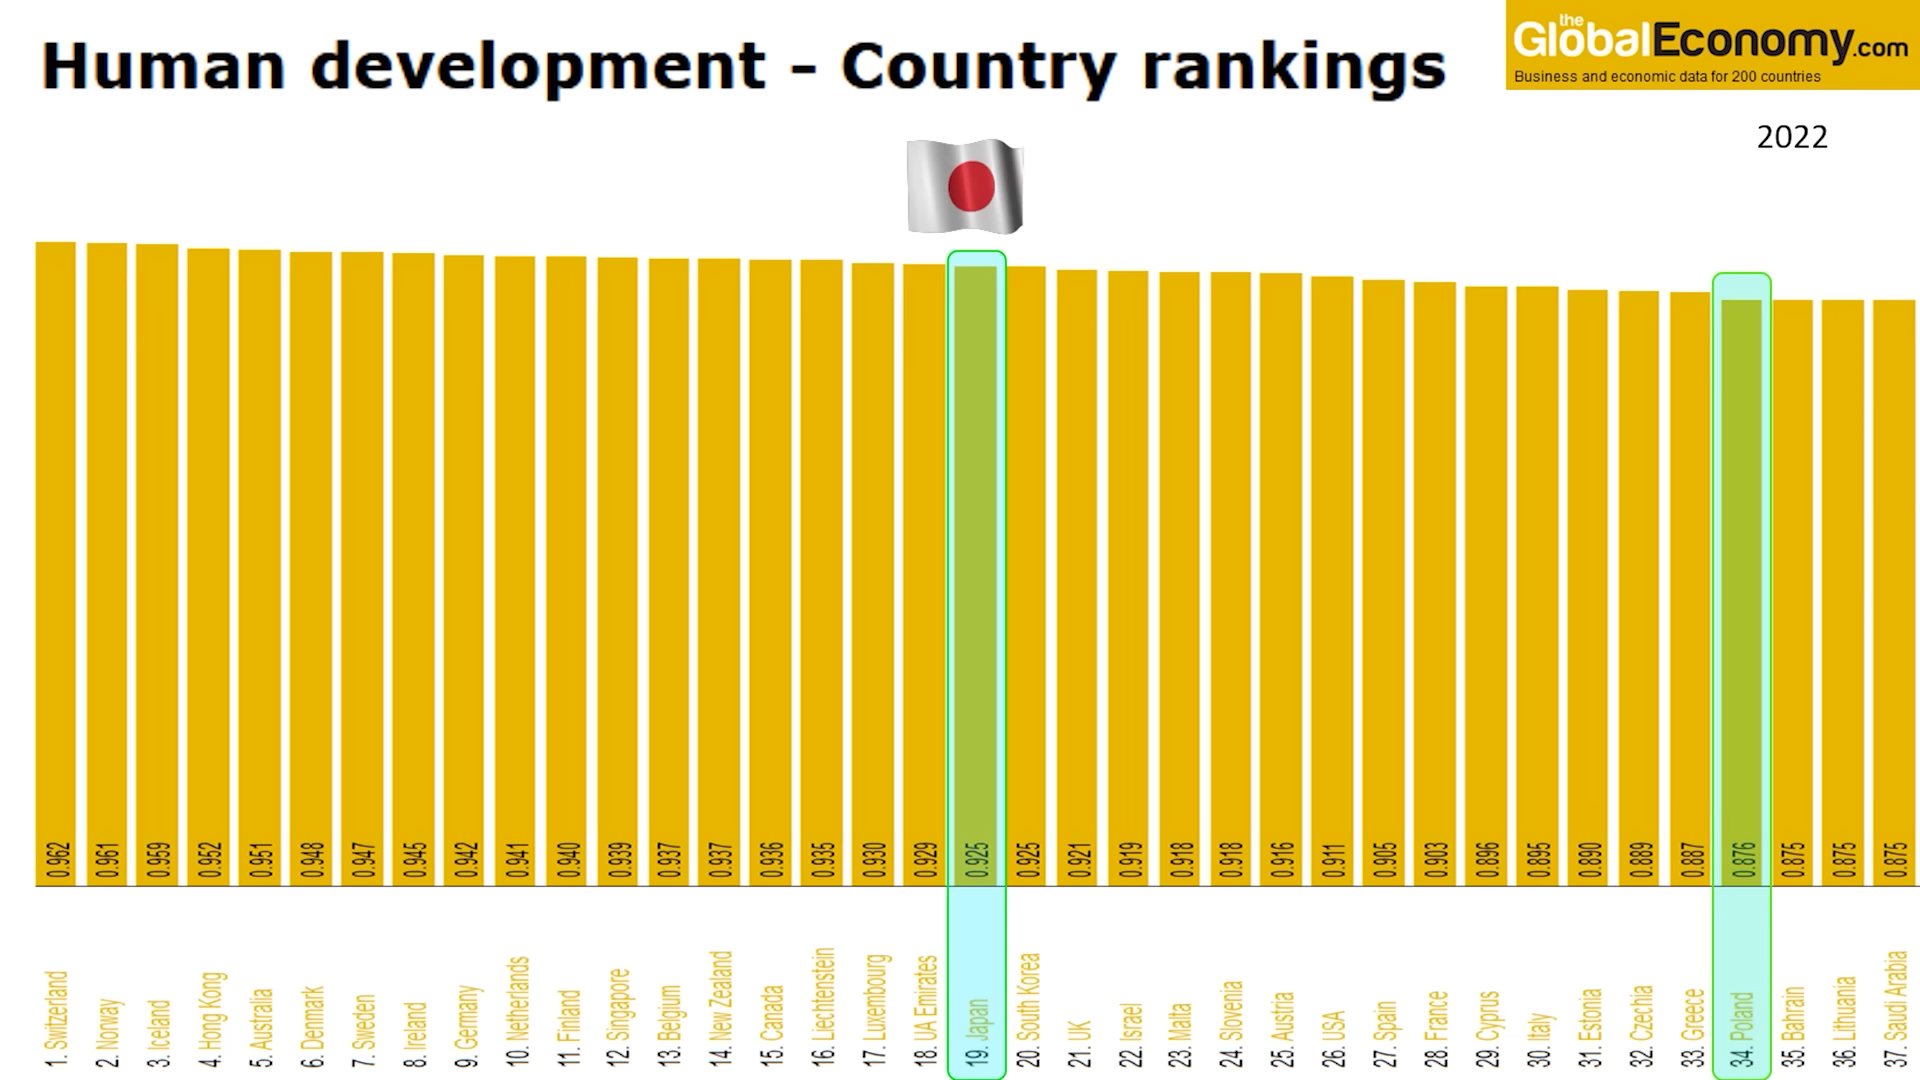 Human development - Country rankings
the
GlobalEconomy.com
Business and economic data for 200 countries
2022
0.962
0.961
0.959
0.952
0.951
0.948
0.947
0.945
0.942
0.941
0.940
0.939
0.937
0.937
0.936
0.935
0.930
0.929
0.925
0.925
0.921
0.919
0.918
0.918
0.916
0.911
0.905
0.903
0.896
0.895
0.890
0.889
0.887
0.876
0.875
0.875
0.875
1. Switzerland
2. Norway
3. Iceland
4. Hong Kong
5. Australia
6. Denmark
7. Sweden
8. Ireland
9. Germany
10. Netherlands
11. Finland
12. Singapore
13. Belgium
14. New Zealand
15. Canada
16. Liechtenstein
17. Luxembourg
18. UA Emirates
19. Japan
20. South Korea
21. UK
22. Israel
23. Malta
24. Slovenia
25. Austria
26. USA
27. Spain
28. France
29. Cyprus
30. Italy
31. Estonia
32. Czechia
33. Greece
34. Poland
35. Bahrain
36. Lithuania
37. Saudi Arabia